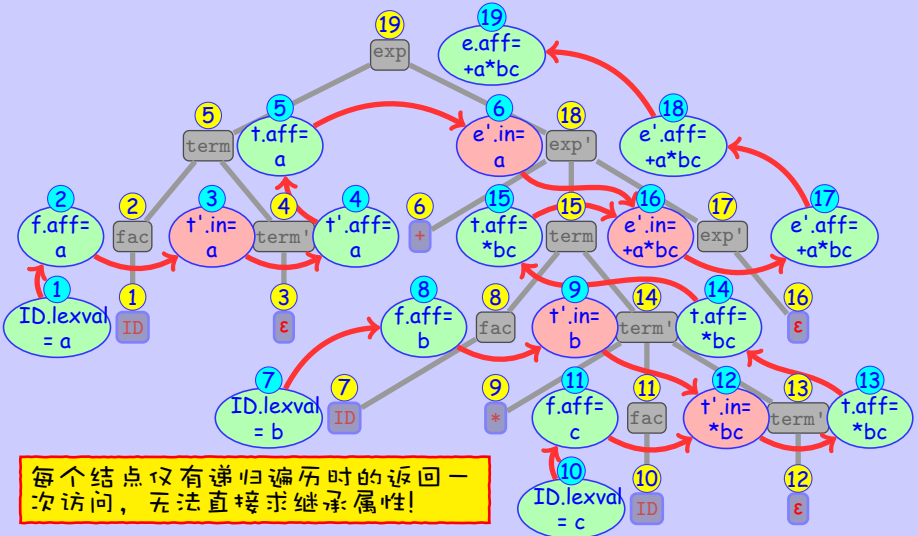 19
exp
19
e.aff=
+a*bc
5
term
5
t.aff=
a
6
e'.in=
a
18
exp'
18
e'.aff=
+a*bc
2
f.aff=
a
2
fac
3
t'.in=
a
4
term'
4
t'.aff=
a
6
+
15
t.aff=
*bc
15
term
16
e'.in=
+a*bc
17
exp'
17
e'.aff=
+a*bc
1
ID.lexval
= a
1
ID
3
ε
8
f.aff=
b
8
fac
9
t'.in=
b
14
term'
14
t.aff=
*bc
16
ε
7
ID.lexval
= b
7
ID
9
*
11
f.aff=
c
11
fac
12
t'.in=
*bc
13
term'
13
t.aff=
*bc
10
ID.lexval
= c
10
ID
12
ε
每个结点仅有递归遍历时的返回一
次访问，无法直接求继承属性!